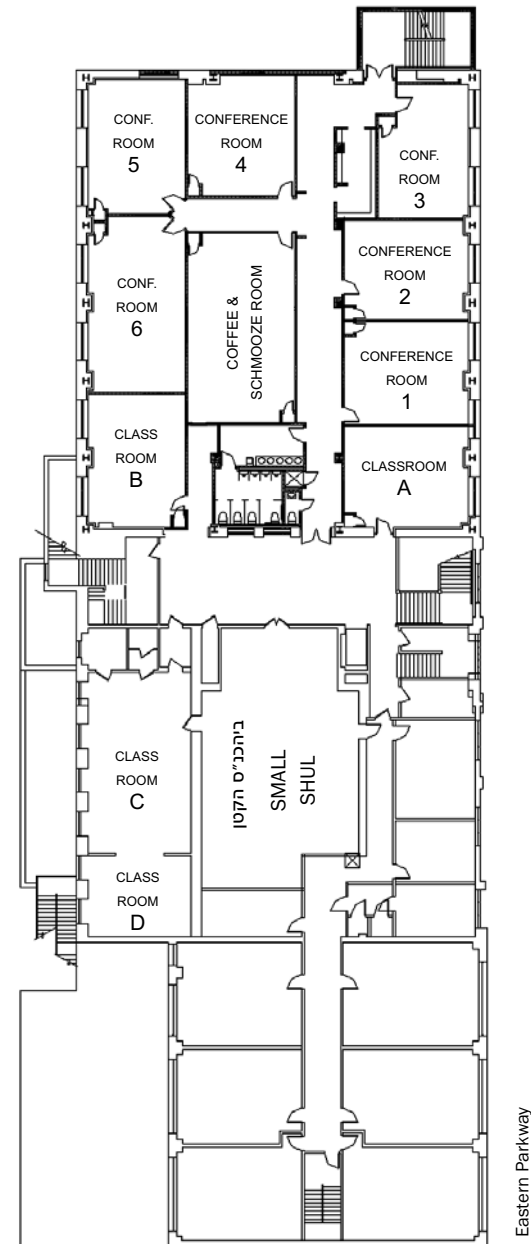 CONF.
ROOM
5
CONFERENCE
ROOM
4
CONF.
ROOM
3
CONF.
ROOM
6
COFFEE &
SCHMOOZE ROOM
CONFERENCE
ROOM
2
CONFERENCE
ROOM
1
CLASS
ROOM
B
CLASSROOM
A
CLASS
ROOM
C
ביהכנ"ס הקטן
SMALL
SHUL
CLASS
ROOM
D
Eastern Parkway